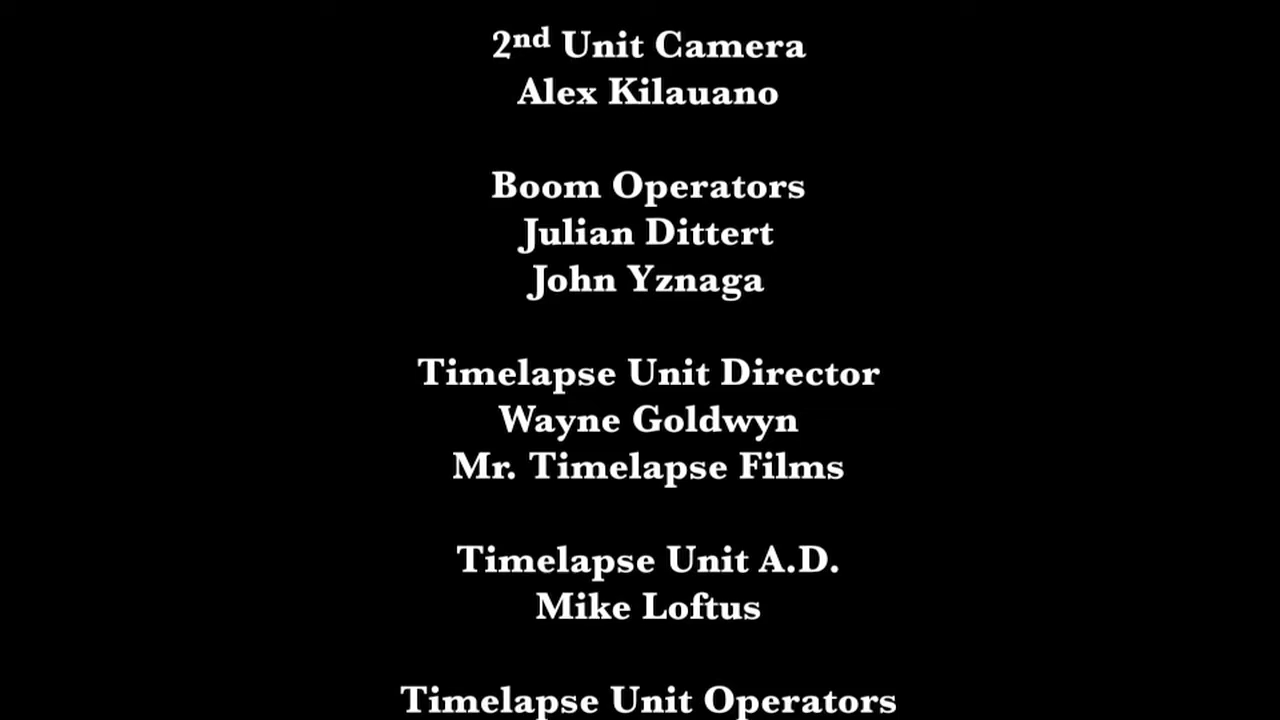 2nd Unit Camera
Alex Kilauano
Boom Operators
Julian Dittert
John Yznaga
Timelapse Unit Director
Wayne Goldwyn
Mr. Timelapse Films
Timelapse Unit A.D.
Mike Loftus
Timelapse Unit Operators